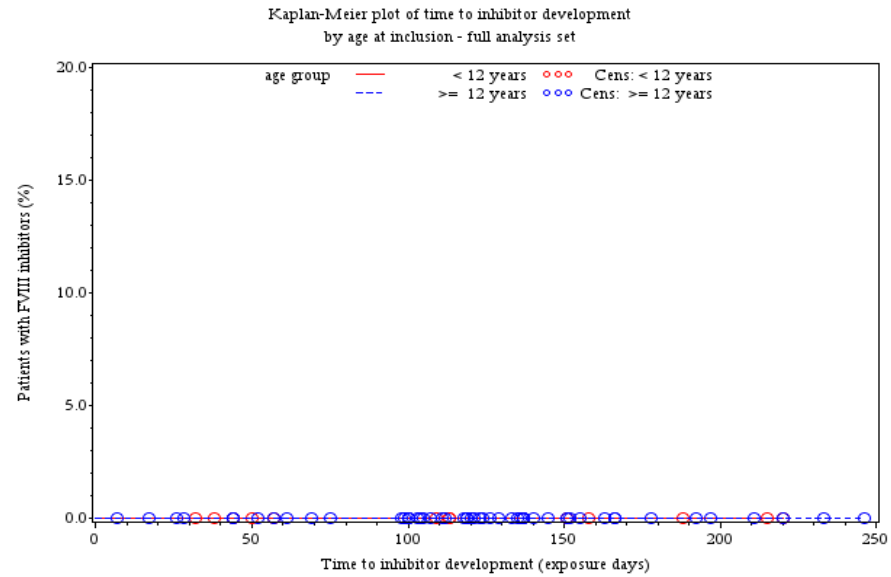 Kaplan-Meier plot of time to inhibitor development
by age at inclusion - full analysis set
age group < 12 years Cens: < 12 years
>= 12 years Cens: >= 12 years
Patients with FVIII inhibitors (%)
20.0
15.0
10.0
5.0
0.0
0 50 100 150 200 250
Time to inhibitor development (exposure days)